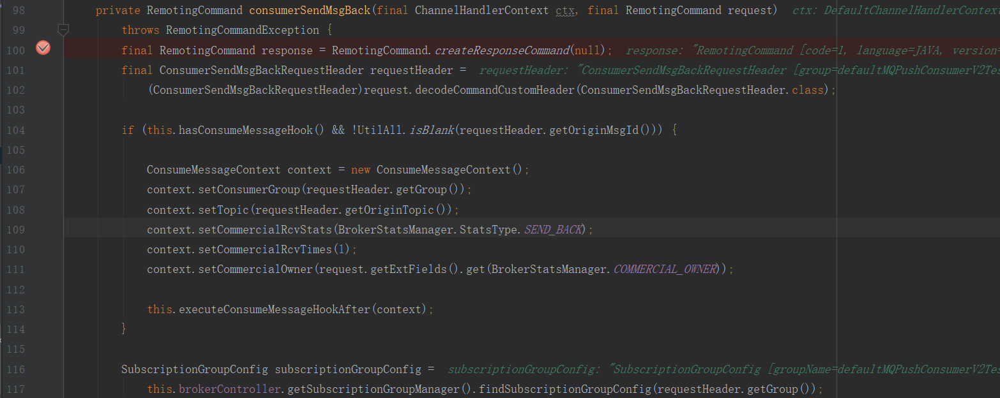 98 private RemotingCommand consumerSendMsgBack(final ChannelHandlerContext ctx, final RemotingCommand request) ctx: DefaultChannelHandlerContext
99 throws RemotingCommandException {
100 final RemotingCommand response = RemotingCommand.createResponseCommand(null); response: "RemotingCommand [code=1, language=JAVA, version=
101 final ConsumerSendMsgBackRequestHeader requestHeader = requestHeader: "ConsumerSendMsgBackRequestHeader [group=defaultMQPushConsumerV2Tes
102 (ConsumerSendMsgBackRequestHeader)request.decodeCommandCustomHeader(ConsumerSendMsgBackRequestHeader.class);
103
104 if (this.hasConsumeMessageHook() && !UtilAll.isBlank(requestHeader.getOriginMsgId())) {
105
106 ConsumeMessageContext context = new ConsumeMessageContext();
107 context.setConsumerGroup(requestHeader.getGroup());
108 context.setTopic(requestHeader.getOriginTopic());
109 context.setCommercialRcvStats(BrokerStatsManager.StatsType.SEND_BACK);
110 context.setCommercialRcvTimes(1);
111 context.setCommercialOwner(request.getExtFields().get(BrokerStatsManager.COMMERCIAL_OWNER));
112
113 this.executeConsumeMessageHookAfter(context);
114 }
115
116 SubscriptionGroupConfig subscriptionGroupConfig = subscriptionGroupConfig: "SubscriptionGroupConfig [groupName=defaultMQPushConsumerV2Tes
117 this.brokerController.getSubscriptionGroupManager().findSubscriptionGroupConfig(requestHeader.getGroup());